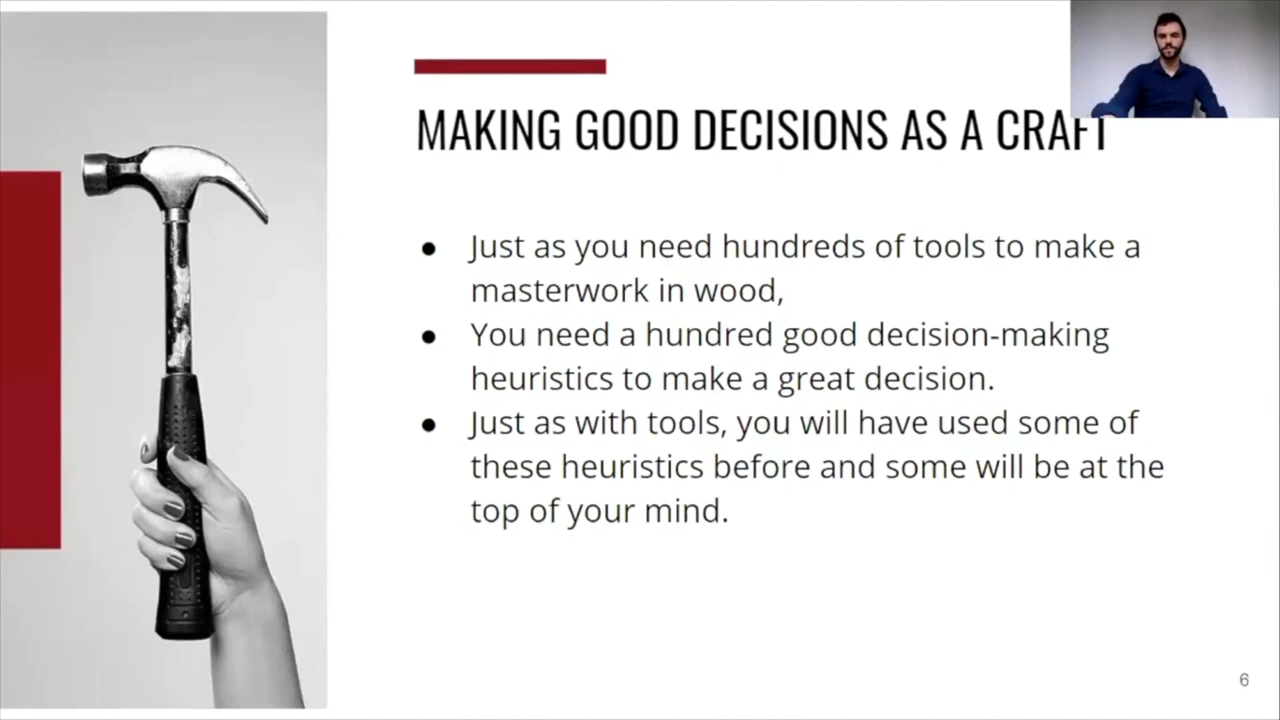 MAKING GOOD DECISIONS AS A CRAFT
● Just as you need hundreds of tools to make a
masterwork in wood,
● You need a hundred good decision-making
heuristics to make a great decision.
● Just as with tools, you will have used some of
these heuristics before and some will be at the
top of your mind.
6